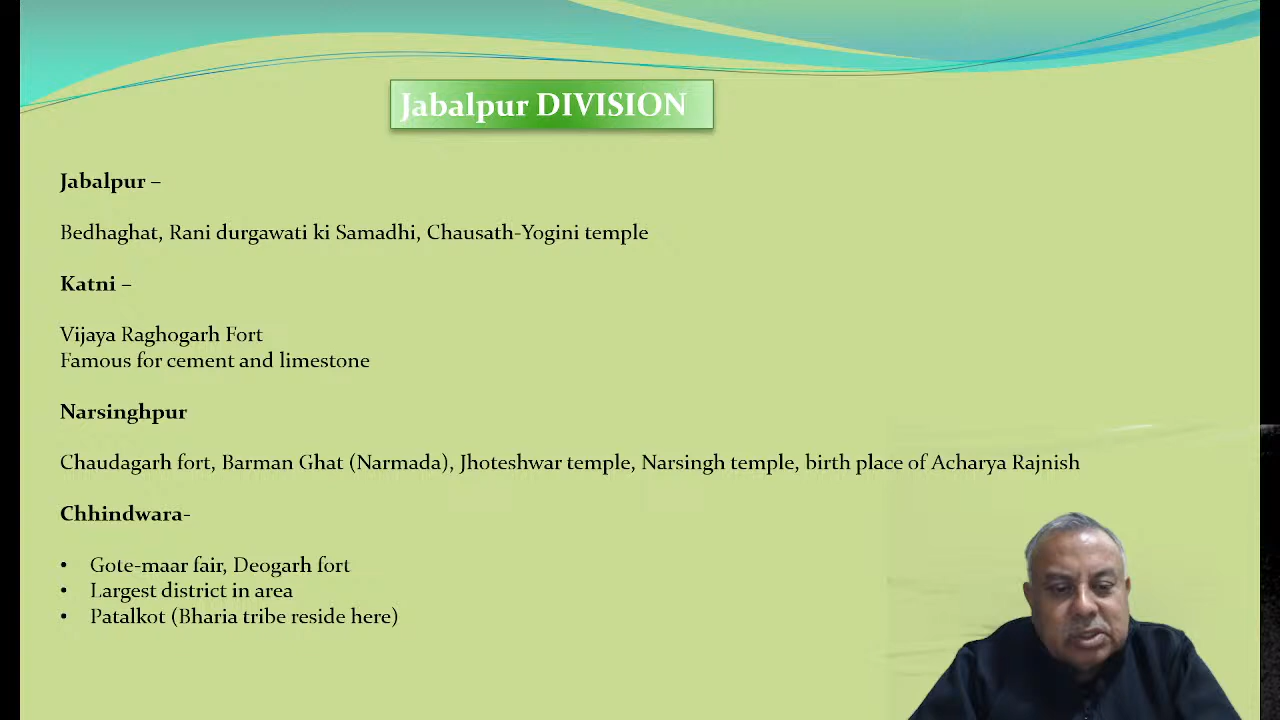 Jabalpur DIVISION
Jabalpur –
Bedhaghat, Rani durgawati ki Samadhi, Chausath-Yogini temple
Katni –
Vijaya Raghogarh Fort
Famous for cement and limestone
Narsinghpur
Chaudagarh fort, Barman Ghat (Narmada), Jhoteshwar temple, Narsingh temple, birth place of Acharya Rajnish
Chhindwara-
• Gote-maar fair, Deogarh fort
• Largest district in area
• Patalkot (Bharia tribe reside here)